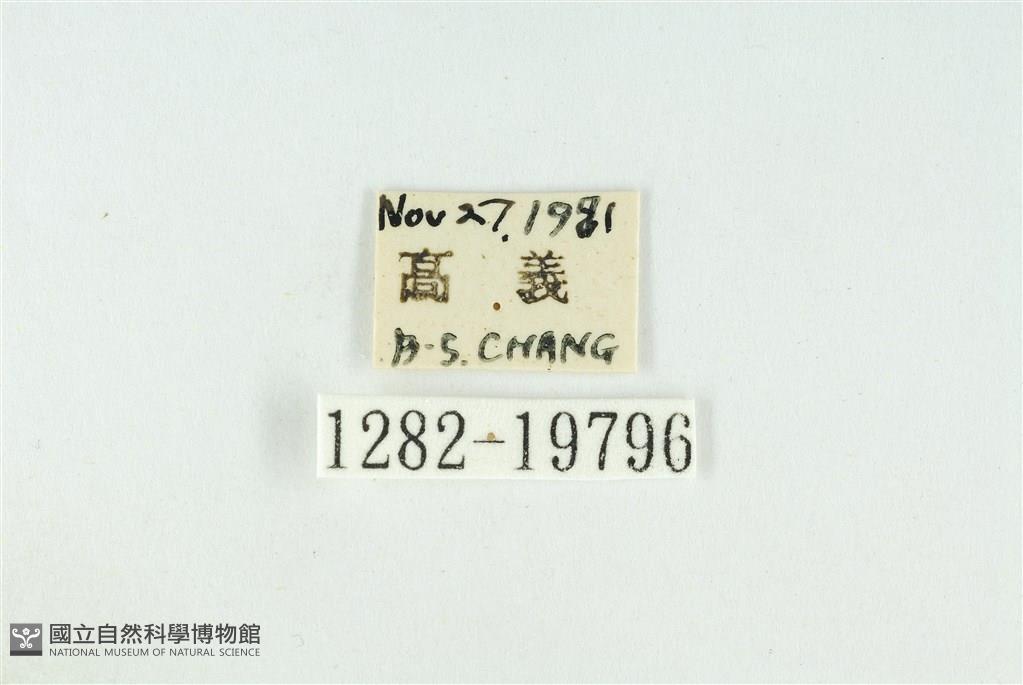 Nov 27, 1981
高 義
B-S. CHANG
1282-19796
國立自然科學博物館
NATIONAL MUSEUM OF NATURAL SCIENCE